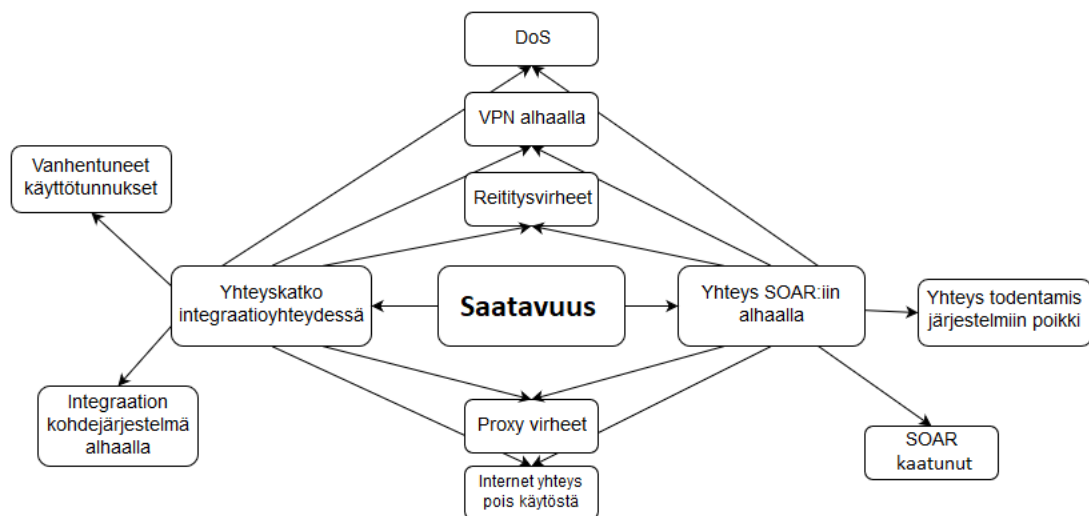 DoS
VPN alhaalla
Vanhentuneet
käyttötunnukset
Reititysvirheet
Yhteyskatko
integraatioyhteydessä
Saatavuus
Yhteys SOAR:iin
alhaalla
Yhteys todentamis
järjestelmiin poikki
Integraation
kohdejärjestelmä
alhaalla
Proxy virheet
SOAR
kaatunut
Internet yhteys
pois käytöstä